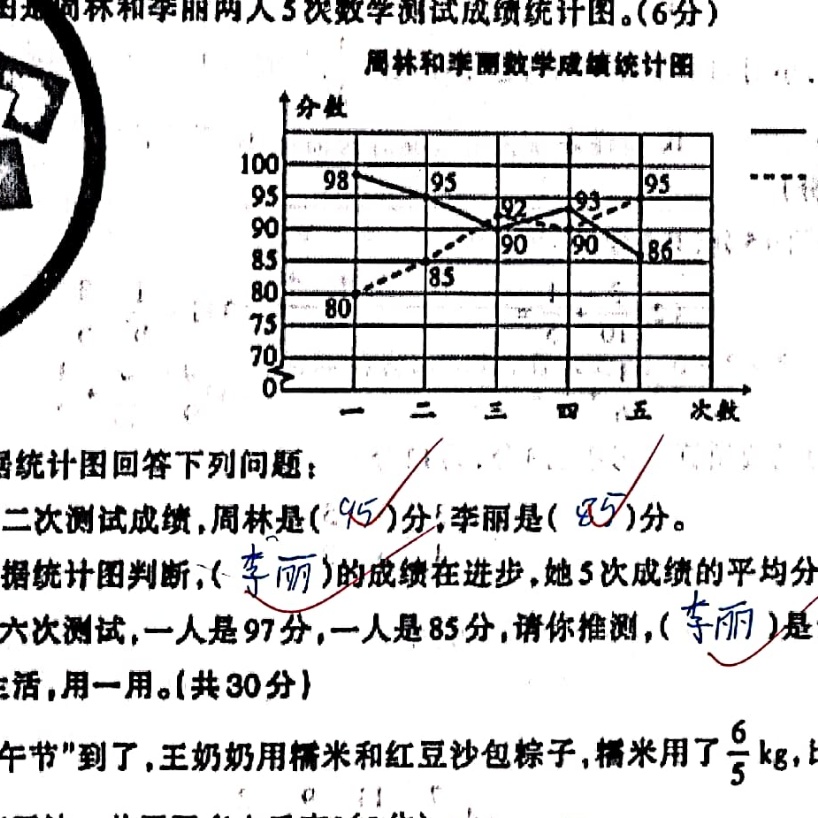 周林和李丽两人5次数学测试成绩统计图。(6分)
周林和李丽数学成绩统计图
分数
100
98
95
95
95
92
93
90
90
90
86
85
85
80
80
75
70
0
一 二 三 四 五 次数
据统计图回答下列问题:
二次测试成绩,周林是( 95 )分,李丽是( 85 )分。
据统计图判断,( 李丽 )的成绩在进步,她5次成绩的平均分
六次测试,一人是97分,一人是85分,请你推测,( 李丽 )是
生活,用一用。(共30分)
午节"到了,王奶奶用糯米和红豆沙包粽子,糯米用了6/5 kg,